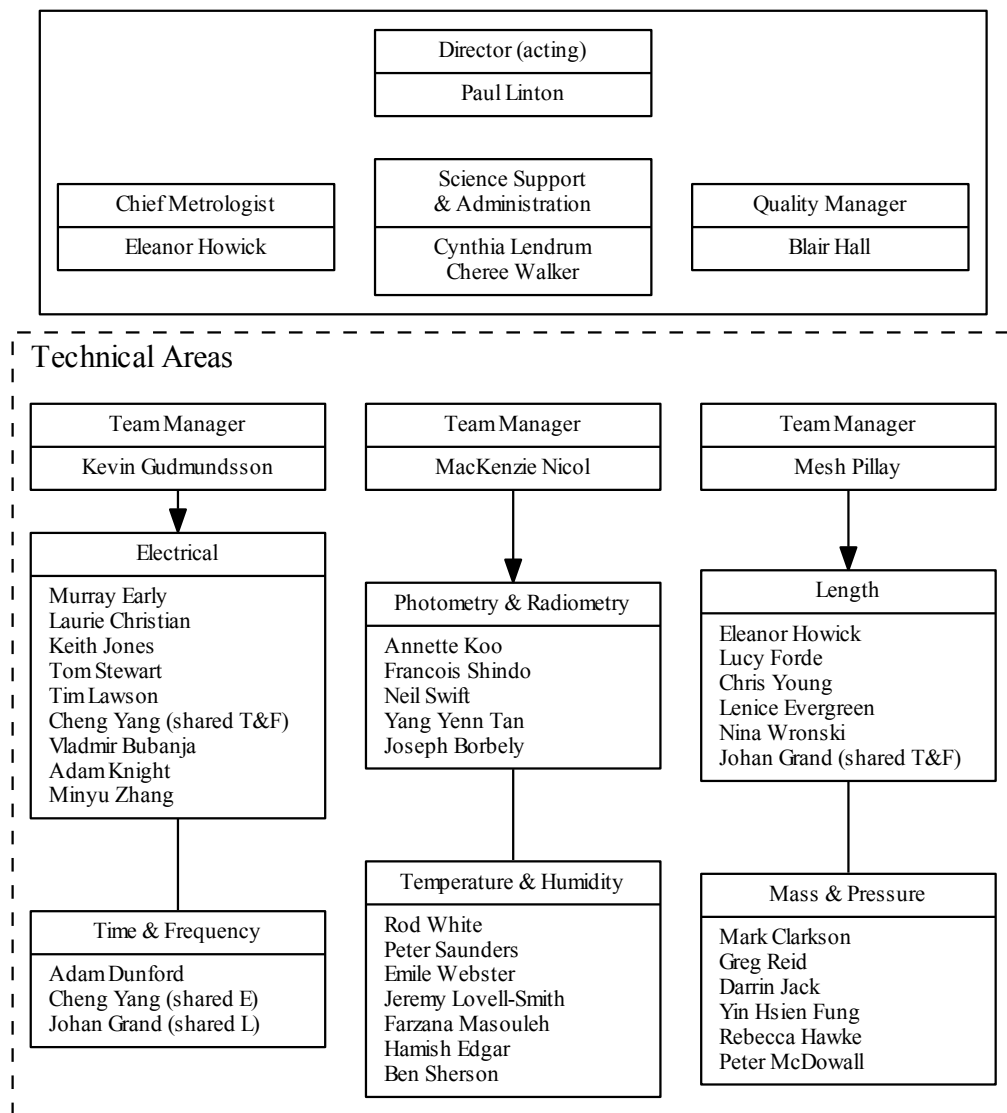 Director (acting)
Paul Linton
Chief Metrologist
Eleanor Howick
Science Support
& Administration
Cynthia Lendrum
Cheree Walker
Quality Manager
Blair Hall
Technical Areas
Team Manager
Kevin Gudmundsson
Electrical
Murray Early
Laurie Christian
Keith Jones
Tom Stewart
Tim Lawson
Cheng Yang (shared T&F)
Vladmir Bubanja
Adam Knight
Minyu Zhang
Time & Frequency
Adam Dunford
Cheng Yang (shared E)
Johan Grand (shared L)
Team Manager
MacKenzie Nicol
Photometry & Radiometry
Annette Koo
Francois Shindo
Neil Swift
Yang Yenn Tan
Joseph Borbely
Temperature & Humidity
Rod White
Peter Saunders
Emile Webster
Jeremy Lovell-Smith
Farzana Masouleh
Hamish Edgar
Ben Sherson
Team Manager
Mesh Pillay
Length
Eleanor Howick
Lucy Forde
Chris Young
Lenice Evergreen
Nina Wronski
Johan Grand (shared T&F)
Mass & Pressure
Mark Clarkson
Greg Reid
Darrin Jack
Yin Hsien Fung
Rebecca Hawke
Peter McDowall